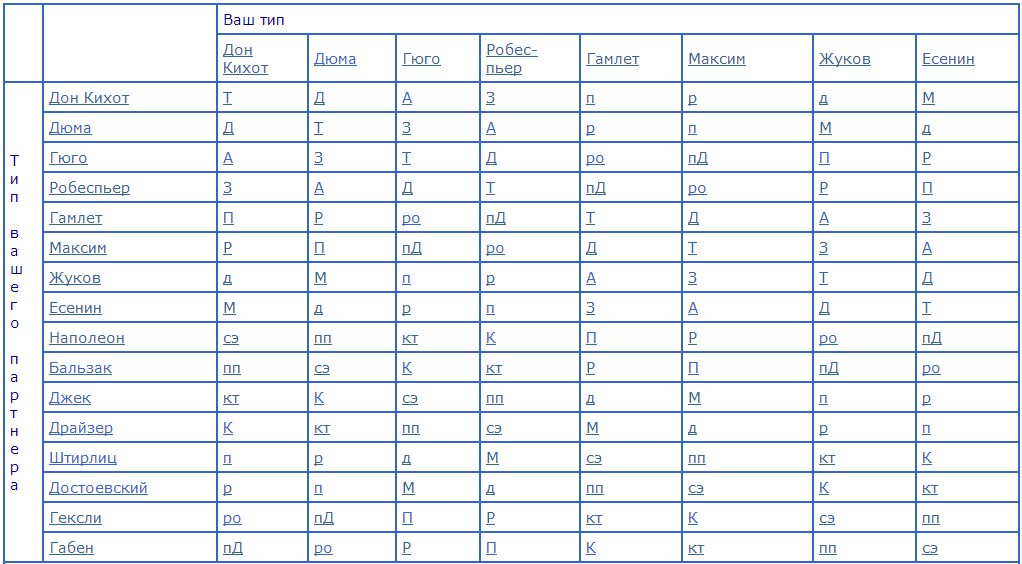 Ваш тип
Дон Кихот Дюма Гюго Робес-пьер Гамлет Максим Жуков Есенин
Тип вашего партнера
Дон Кихот Т Д А З п р д М
Дюма Д Т З А р п М д
Гюго А З Т Д ро пД П Р
Робеспьер З А Д Т пД ро Р П
Гамлет П Р ро пД Т Д А З
Максим Р П пД ро Д Т З А
Жуков д М п р А З Т Д
Есенин М д р п З А Д Т
Наполеон сэ пп кт К П Р ро пД
Бальзак пп сэ К кт Р П пД ро
Джек кт К сэ пп д М п р
Драйзер К кт пп сэ М д р п
Штирлиц п р д М сэ пп кт К
Достоевский р п М д пп сэ К кт
Гексли ро пД П Р кт К сэ пп
Габен пД ро Р П К кт пп сэ